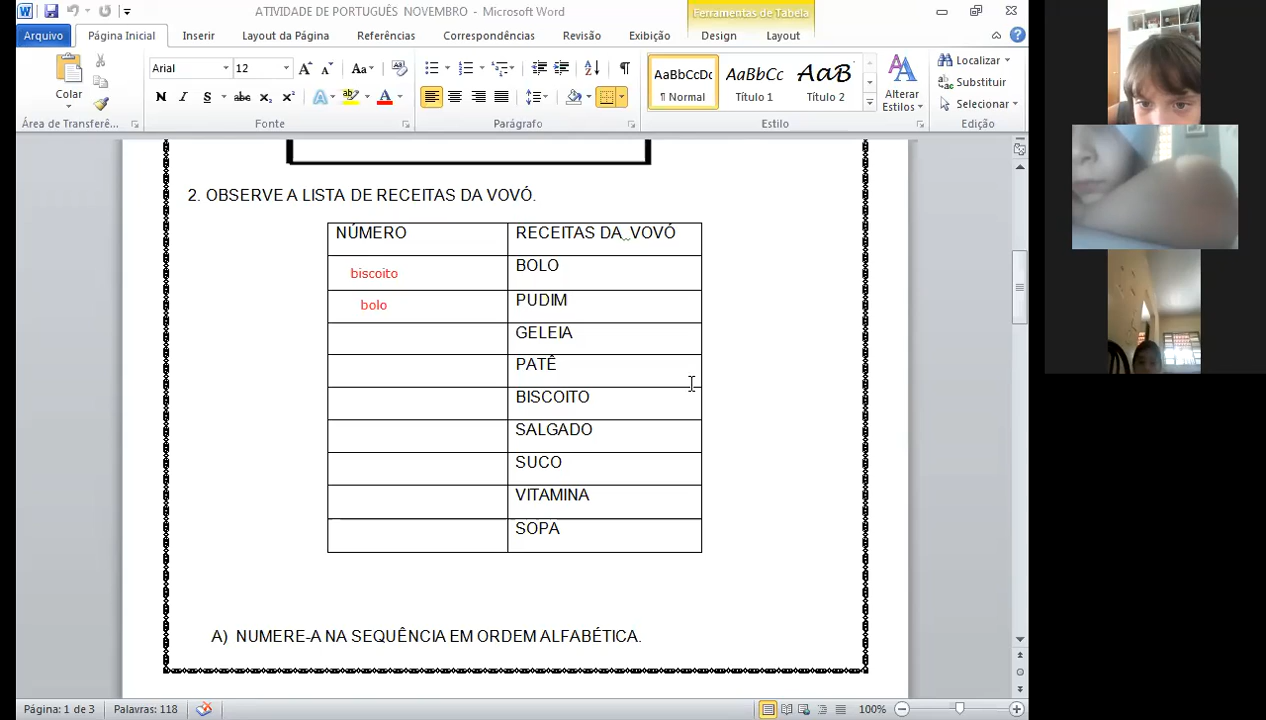 ATIVIDADE DE PORTUGUÊS NOVEMBRO - Microsoft Word
Ferramentas de Tabela
Arquivo Página Inicial Inserir Layout da Página Referências Correspondências Revisão Exibição Design Layout
Colar
Arial 12
AaBbCcDc AaBbCc AaB
¶ Normal Título 1 Título 2
Alterar Estilos
Localizar
Substituir
Selecionar
Área de Transferê... Fonte Parágrafo Estilo Edição
2. OBSERVE A LISTA DE RECEITAS DA VOVÓ.
NÚMERO RECEITAS DA VOVÓ
biscoito BOLO
bolo PUDIM
GELEIA
PATÊ
BISCOITO
SALGADO
SUCO
VITAMINA
SOPA
A) NUMERE-A NA SEQUÊNCIA EM ORDEM ALFABÉTICA.
Página: 1 de 3 Palavras: 118 100%